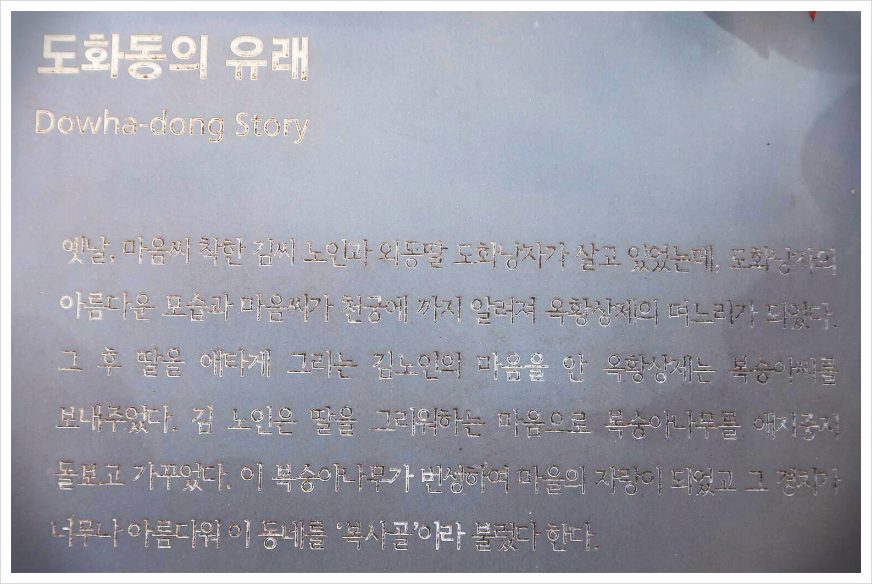 도화동의 유래
Dowha-dong Story
옛날, 마음씨 착한 김씨 노인과 외동딸 도화낭자가 살고 있었는데, 도화낭자의
아름다운 모습과 마음씨가 천궁에 까지 알려져 옥황상제의 며느리가 되었다.
그 후 딸을 애타게 그리는 김노인의 마음을 안 옥황상제는 복숭아씨를
보내주었다. 김 노인은 딸을 그리워하는 마음으로 복숭아나무를 애지중지
돌보고 가꾸었다. 이 복숭아나무가 번성하여 마을의 자랑이 되었고 그 경치가
너무나 아름다워 이 동네를 ‘복사골’이라 불렀다 한다.